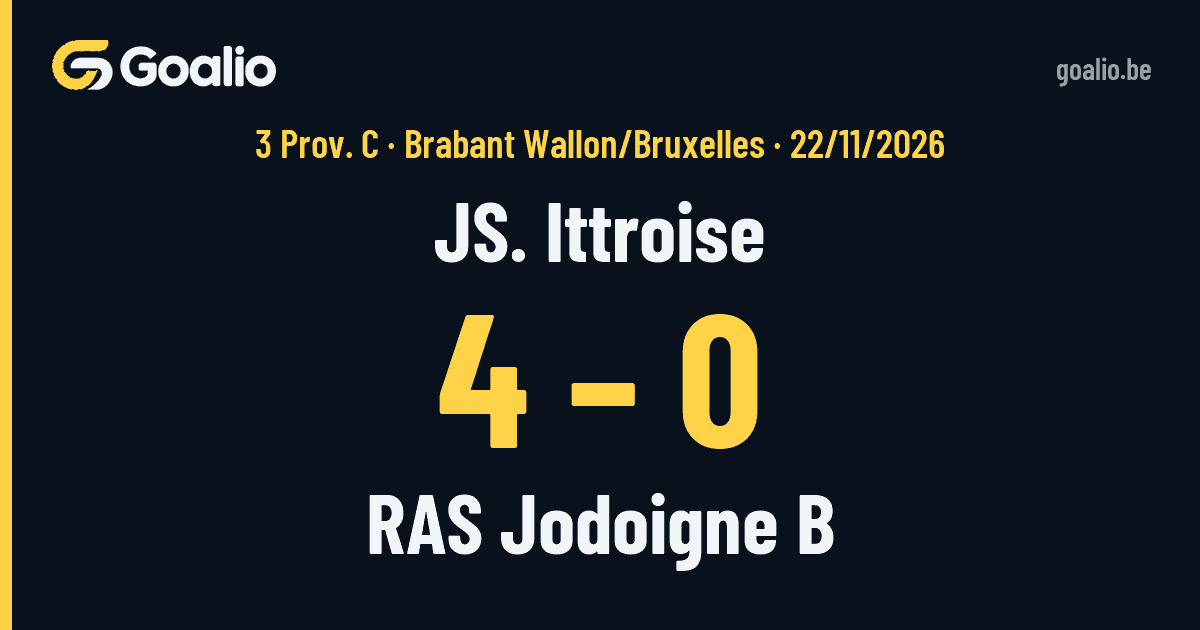 Goalio
goalio.be
3 Prov. C · Brabant Wallon/Bruxelles · 22/11/2026
JS. Ittroise
4 – 0
RAS Jodoigne B